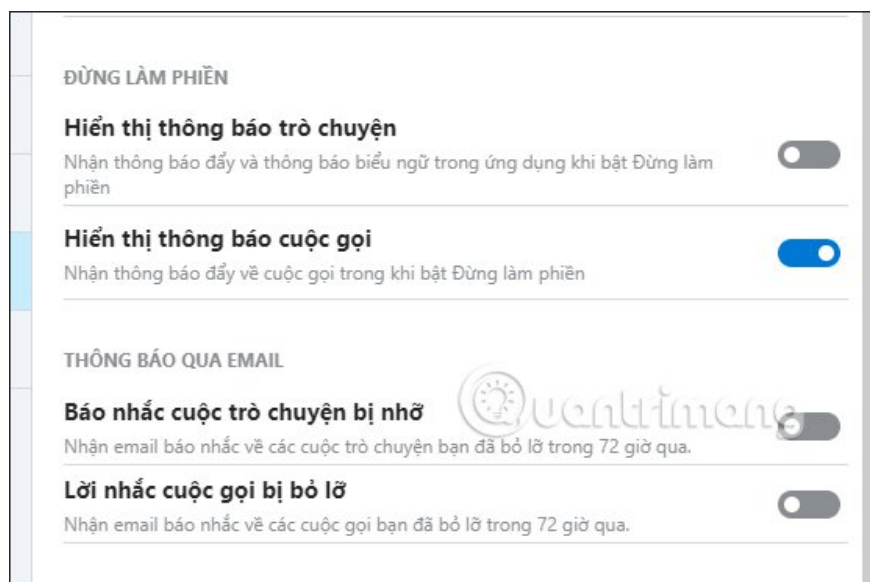 ĐỪNG LÀM PHIỀN
Hiển thị thông báo trò chuyện
Nhận thông báo đẩy và thông báo biểu ngữ trong ứng dụng khi bật Đừng làm
phiền
Hiển thị thông báo cuộc gọi
Nhận thông báo đẩy về cuộc gọi trong khi bật Đừng làm phiền
THÔNG BÁO QUA EMAIL
Quantrimang
Báo nhắc cuộc trò chuyện bị nhỡ
Nhận email báo nhắc về các cuộc trò chuyện bạn đã bỏ lỡ trong 72 giờ qua.
Lời nhắc cuộc gọi bị bỏ lỡ
Nhận email báo nhắc về các cuộc gọi bạn đã bỏ lỡ trong 72 giờ qua.